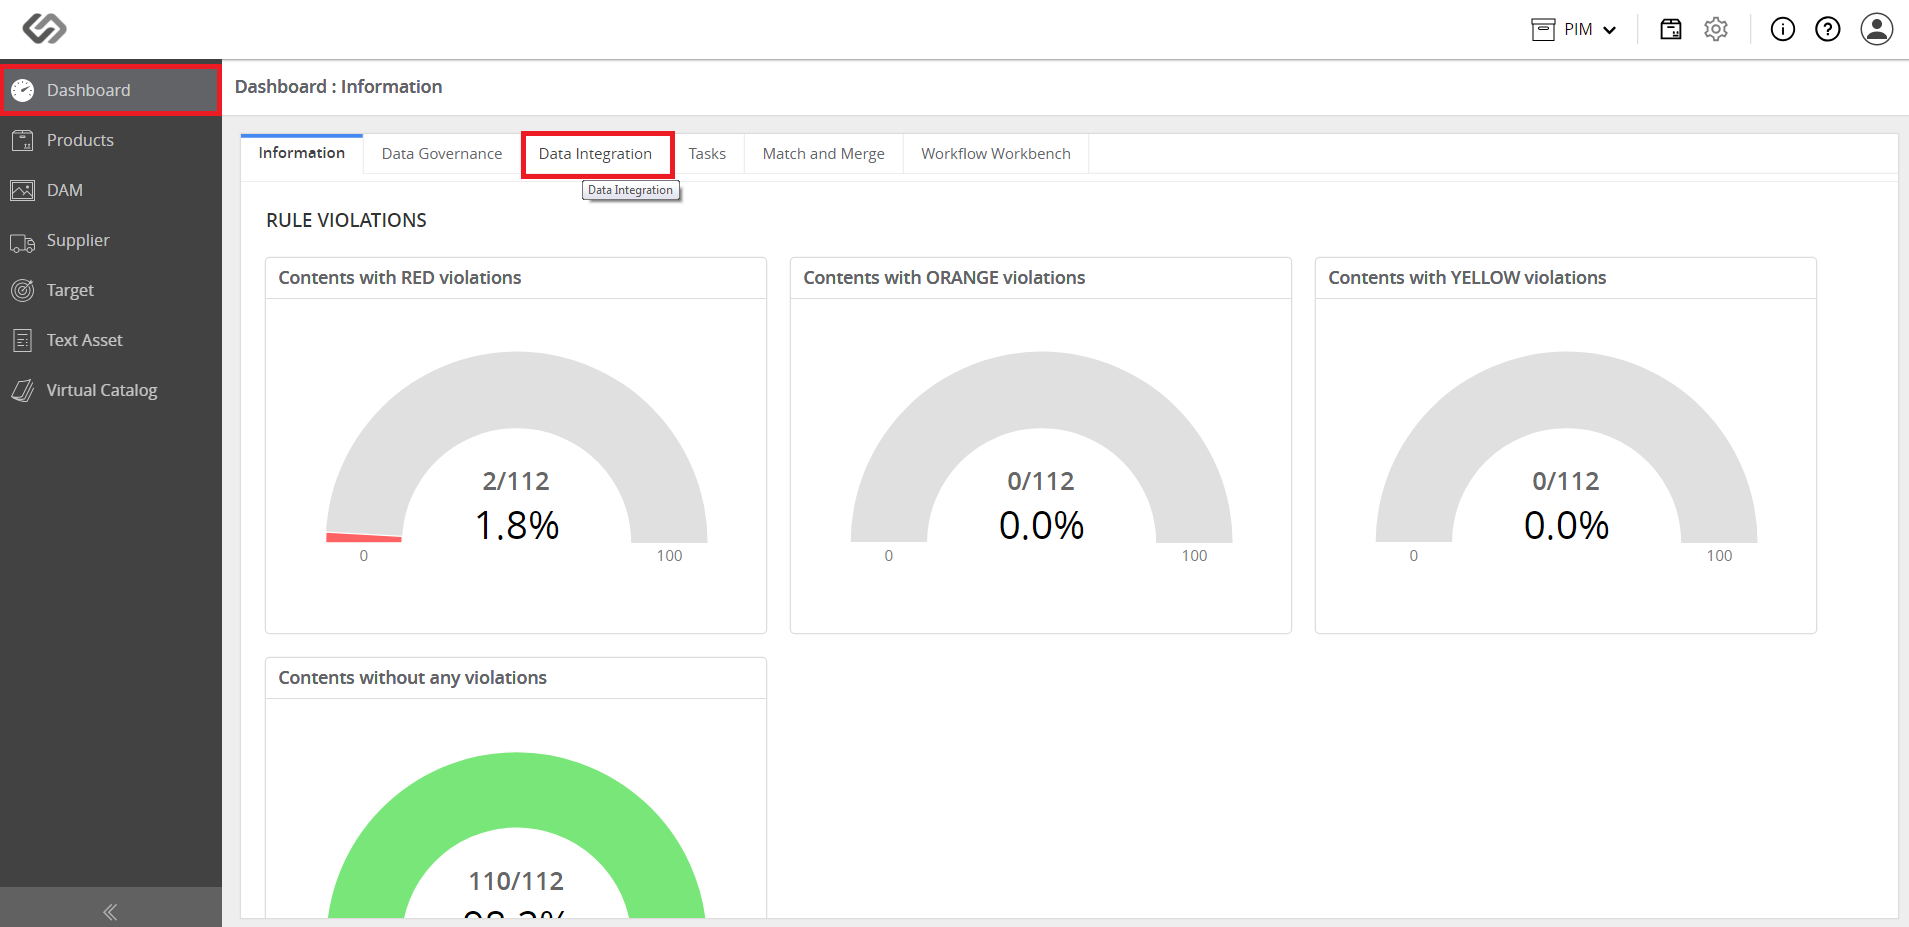 PIM
Dashboard
Products
DAM
Supplier
Target
Text Asset
Virtual Catalog
Dashboard : Information
Information
Data Governance
Data Integration
Tasks
Match and Merge
Workflow Workbench
Data Integration
RULE VIOLATIONS
Contents with RED violations
2/112
1.8%
0
100
Contents with ORANGE violations
0/112
0.0%
0
100
Contents with YELLOW violations
0/112
0.0%
0
100
Contents without any violations
110/112
98.2%